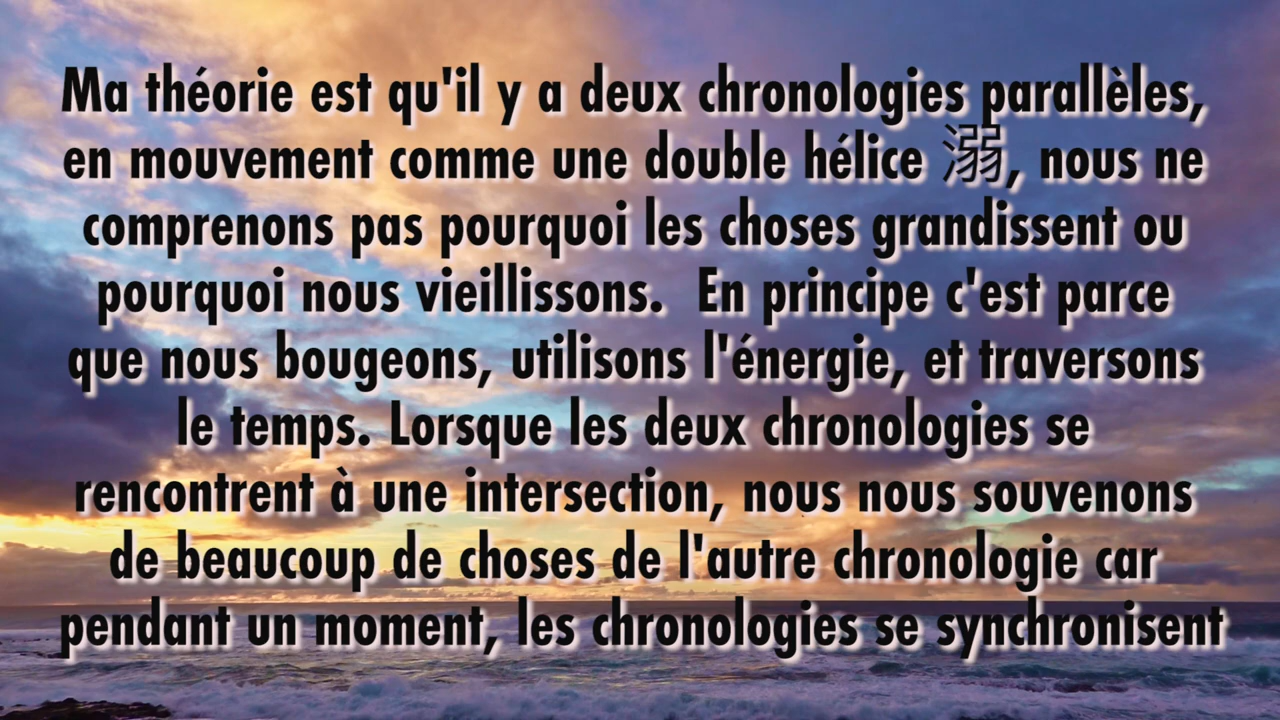 Ma théorie est qu'il y a deux chronologies parallèles,
en mouvement comme une double hélice 溺, nous ne
comprenons pas pourquoi les choses grandissent ou
pourquoi nous vieillissons.  En principe c'est parce
que nous bougeons, utilisons l'énergie, et traversons
le temps. Lorsque les deux chronologies se
rencontrent à une intersection, nous nous souvenons
de beaucoup de choses de l'autre chronologie car
pendant un moment, les chronologies se synchronisent